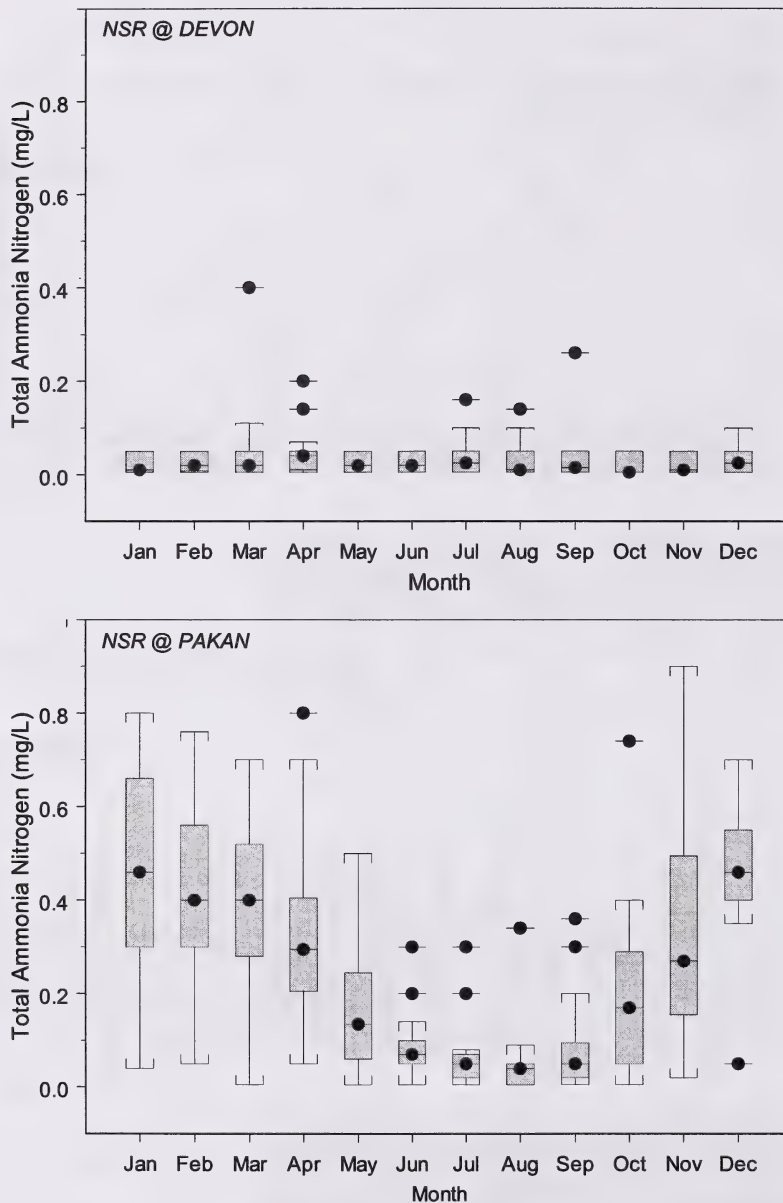 NSR @ DEVON
Total Ammonia Nitrogen (mg/L)
0.8
0.6
0.4
0.2
0.0
Jan Feb Mar Apr May Jun Jul Aug Sep Oct Nov Dec
Month
NSR @ PAKAN
Total Ammonia Nitrogen (mg/L)
0.8
0.6
0.4
0.2
0.0
Jan Feb Mar Apr May Jun Jul Aug Sep Oct Nov Dec
Month